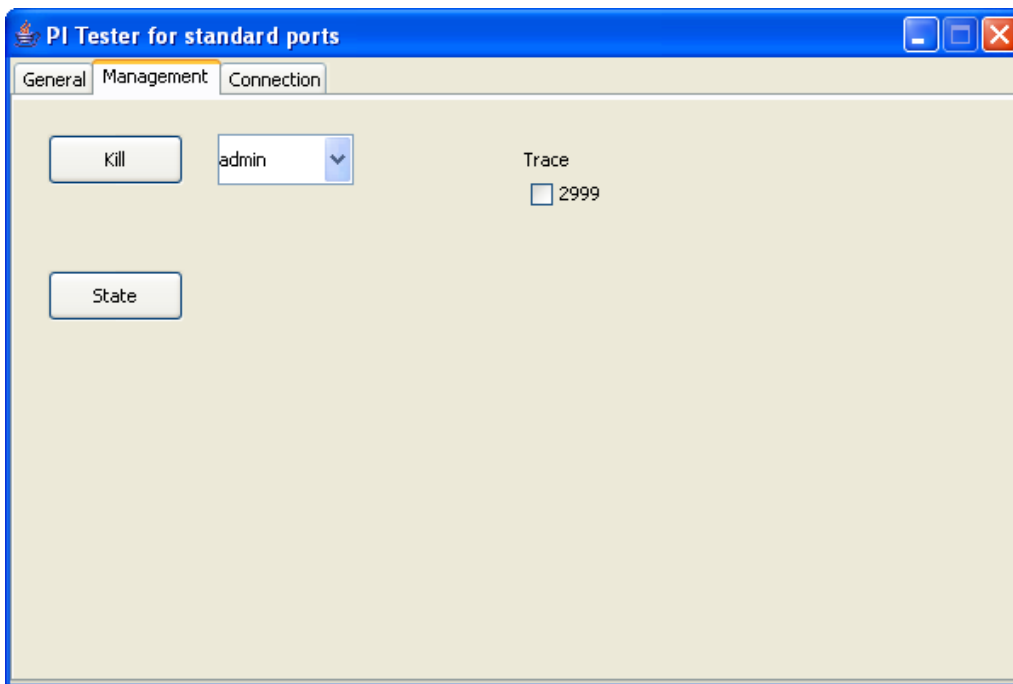 PI Tester for standard ports
General Management Connection
Kill admin Trace
2999
State